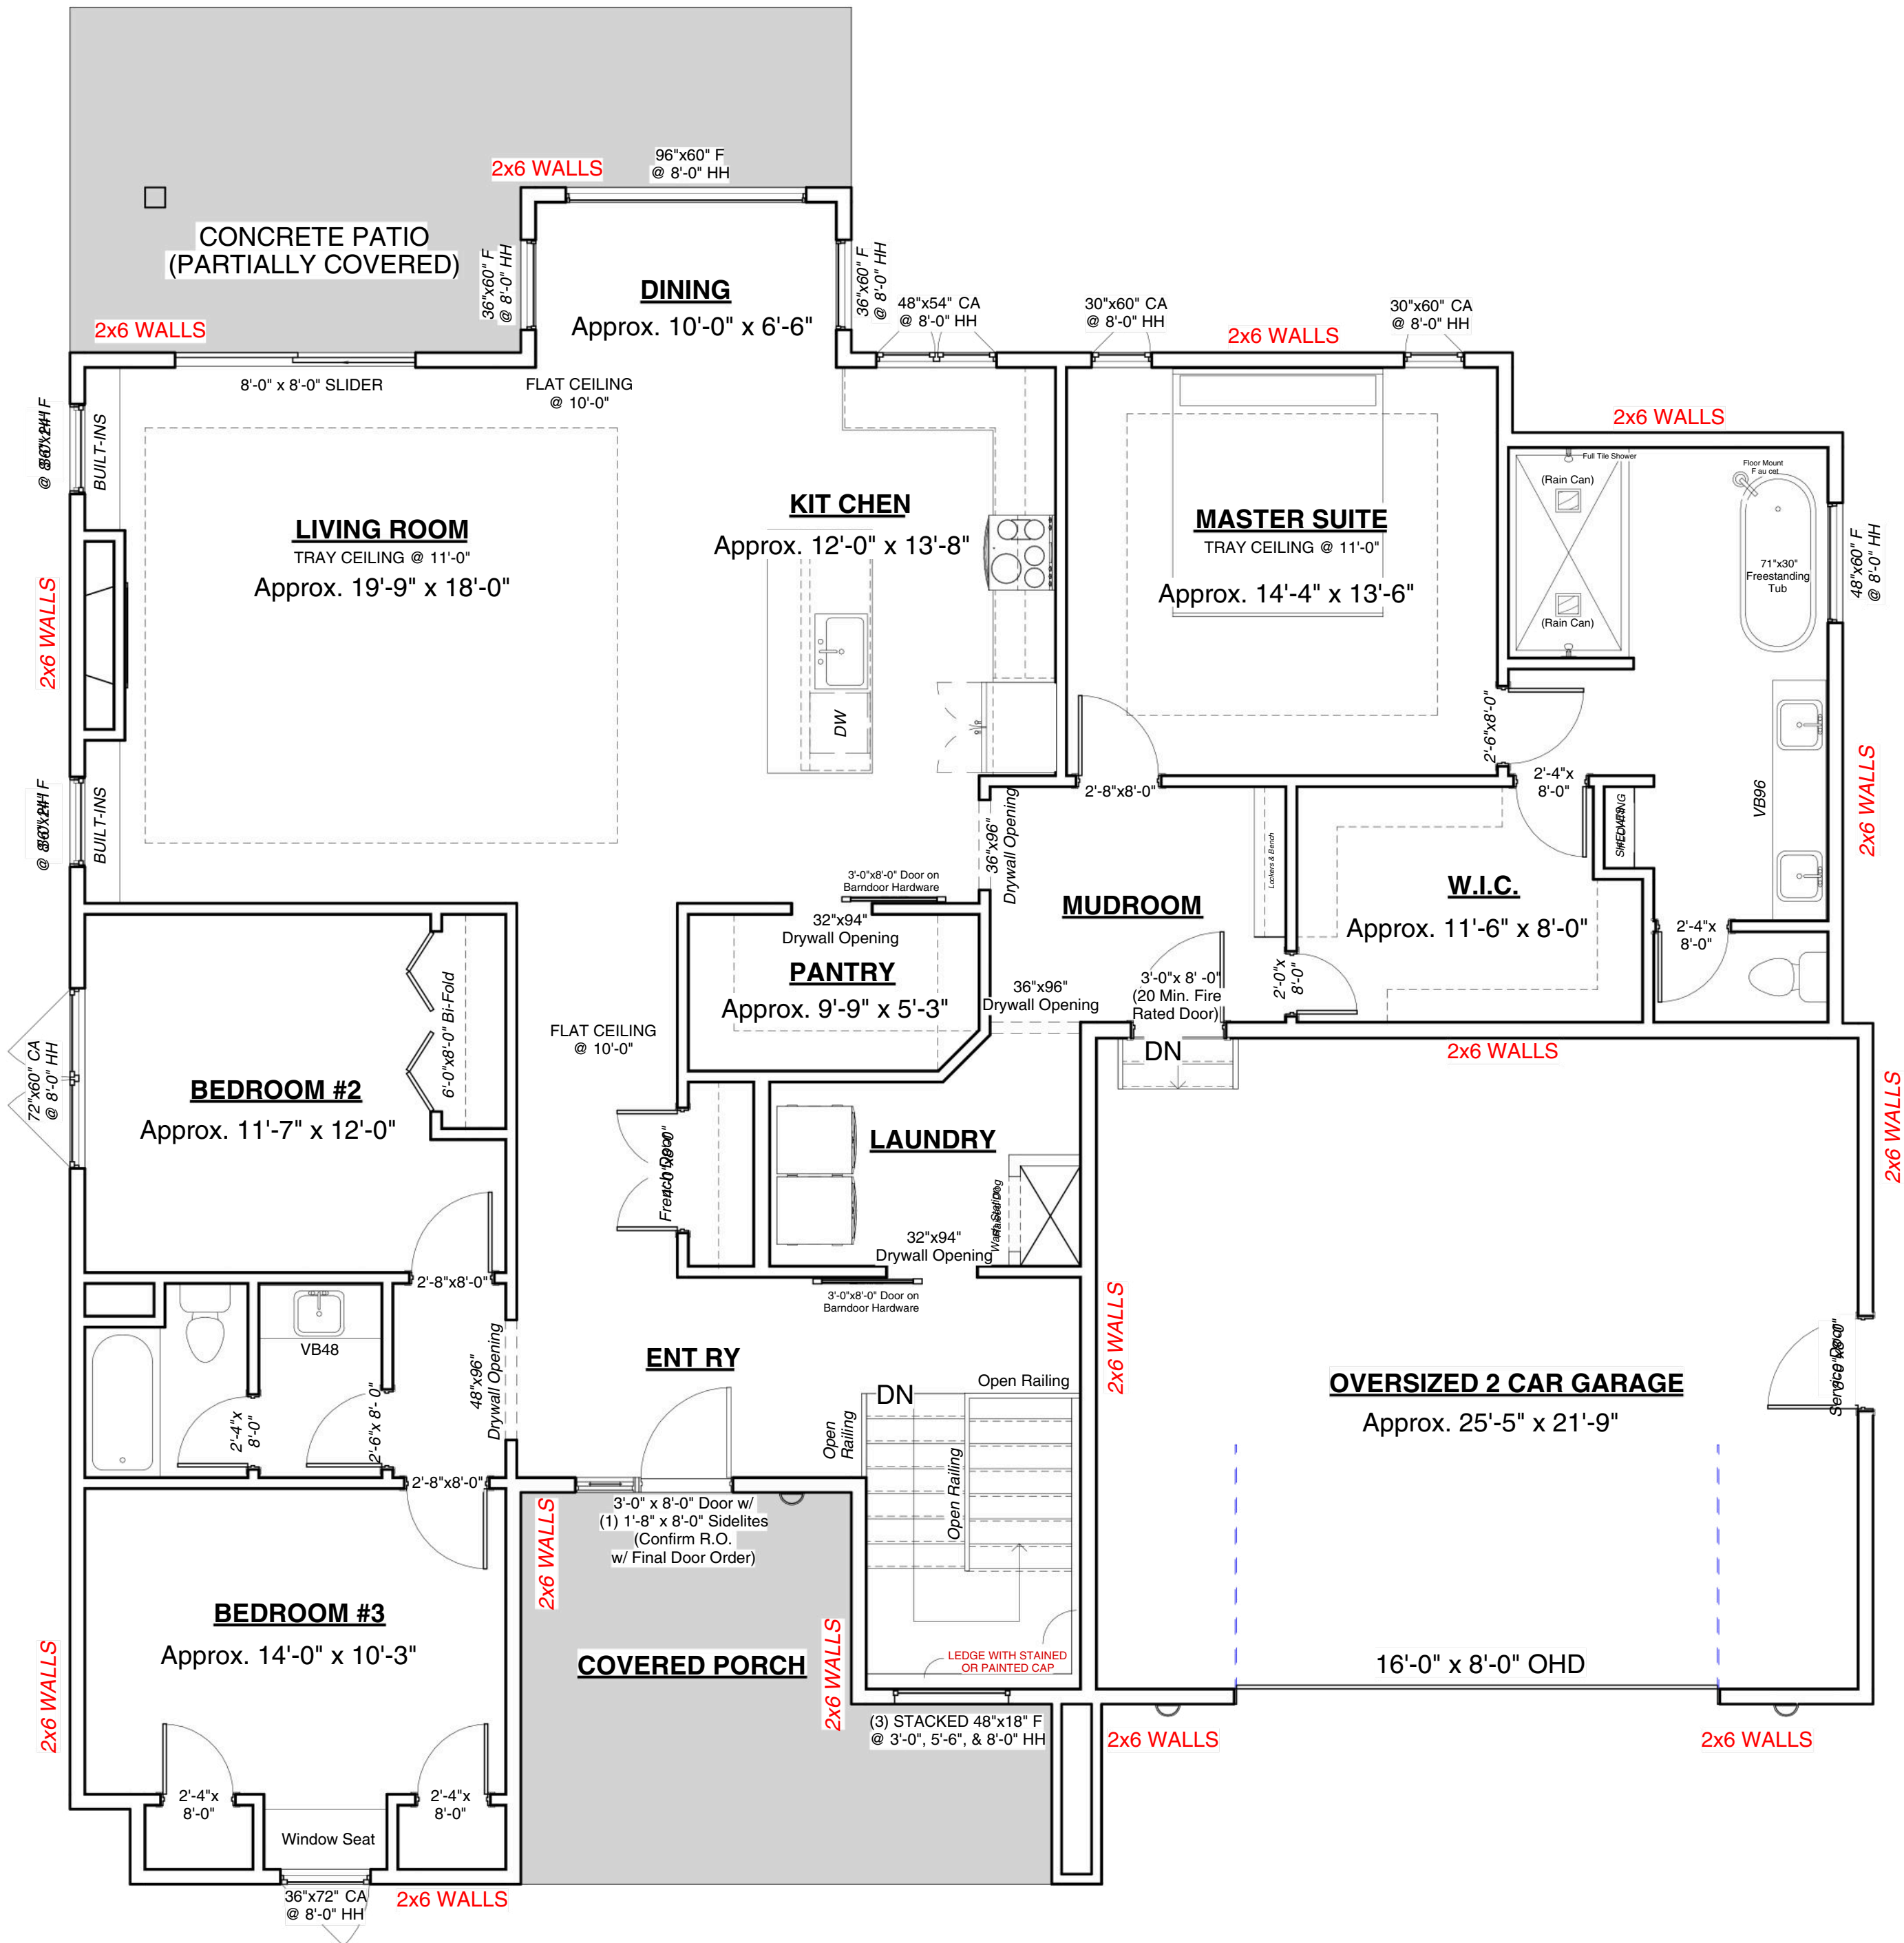 96"x60" F
@ 8'-0" HH
2x6 WALLS
CONCRETE PATIO
(PARTIALLY COVERED)
36"x60" F
@ 8'-0" HH
DINING
Approx. 10'-0" x 6'-6"
36"x60" F
@ 8'-0" HH
48"x54" CA
@ 8'-0" HH
30"x60" CA
@ 8'-0" HH
2x6 WALLS
30"x60" CA
@ 8'-0" HH
2x6 WALLS
8'-0" x 8'-0" SLIDER
FLAT CEILING
@ 10'-0"
2x6 WALLS
BUILT-INS
LIVING ROOM
TRAY CEILING @ 11'-0"
Approx. 19'-9" x 18'-0"
2x6 WALLS
KIT CHEN
Approx. 12'-0" x 13'-8"
DW
MASTER SUITE
TRAY CEILING @ 11'-0"
Approx. 14'-4" x 13'-6"
Full Tile Shower
(Rain Can)
(Rain Can)
Floor Mount
F au cet
71"x30"
Freestanding
Tub
48"x60" F
@ 8'-0" HH
2'-6"x8'-0"
2'-8"x8'-0"
2'-4"x
8'-0"
VB96
2x6 WALLS
BUILT-INS
36"x96"
Drywall Opening
Lockers & Bench
3'-0"x8'-0" Door on
Barndoor Hardware
32"x94"
Drywall Opening
PANTRY
Approx. 9'-9" x 5'-3"
MUDROOM
36"x96"
Drywall Opening
3'-0"x 8' -0"
(20 Min. Fire
Rated Door)
2'-0"x
8'-0"
W.I.C.
Approx. 11'-6" x 8'-0"
2'-4"x
8'-0"
DN
2x6 WALLS
2x6 WALLS
72"x60" CA
@ 8'-0" HH
BEDROOM #2
Approx. 11'-7" x 12'-0"
6'-0"x8'-0" Bi-Fold
FLAT CEILING
@ 10'-0"
LAUNDRY
32"x94"
Drywall Opening
3'-0"x8'-0" Door on
Barndoor Hardware
2'-8"x8'-0"
VB48
2'-4"x
8'-0"
2'-6"x 8'- 0"
48"x96"
Drywall Opening
ENT RY
DN
Open Railing
Open
Railing
Open Railing
2x6 WALLS
OVERSIZED 2 CAR GARAGE
Approx. 25'-5" x 21'-9"
2'-8"x8'-0"
3'-0" x 8'-0" Door w/
(1) 1'-8" x 8'-0" Sidelites
(Confirm R.O.
w/ Final Door Order)
2x6 WALLS
BEDROOM #3
Approx. 14'-0" x 10'-3"
2x6 WALLS
COVERED PORCH
2x6 WALLS
LEDGE WITH STAINED
OR PAINTED CAP
16'-0" x 8'-0" OHD
(3) STACKED 48"x18" F
@ 3'-0", 5'-6", & 8'-0" HH
2x6 WALLS
2x6 WALLS
2'-4"x
8'-0"
Window Seat
2'-4"x
8'-0"
36"x72" CA
@ 8'-0" HH
2x6 WALLS